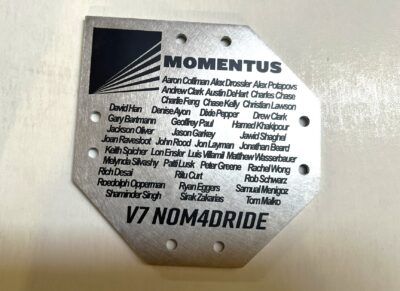 MOMENTUS
Aaron Coffman Alex Drossler Alex Potapovs
Andrew Clark Austin DeHart Charles Chase
Charlie Fang Chase Kelly Christian Lawson
David Han Denise Ayon Dixie Pepper Drew Clark
Gary Bartmann Geoffrey Paul Hamed Khakipour
Jackson Oliver Jason Garkey Jawid Shaghel
Joan Ravesloot John Rood Jon Layman Jonathan Beard
Keith Spicher Lon Ensler Luis Villamil Matthew Wasserbauer
Melynda Silvashy Patti Lusk Peter Greene Rachel Wong
Rich Desai Ritu Curt Rob Schwarz
Roedolph Opperman Ryan Eggers Samuel Menigoz
Shaminder Singh Sirak Zakarias Tom Malko
V7 NOM4DRIDE